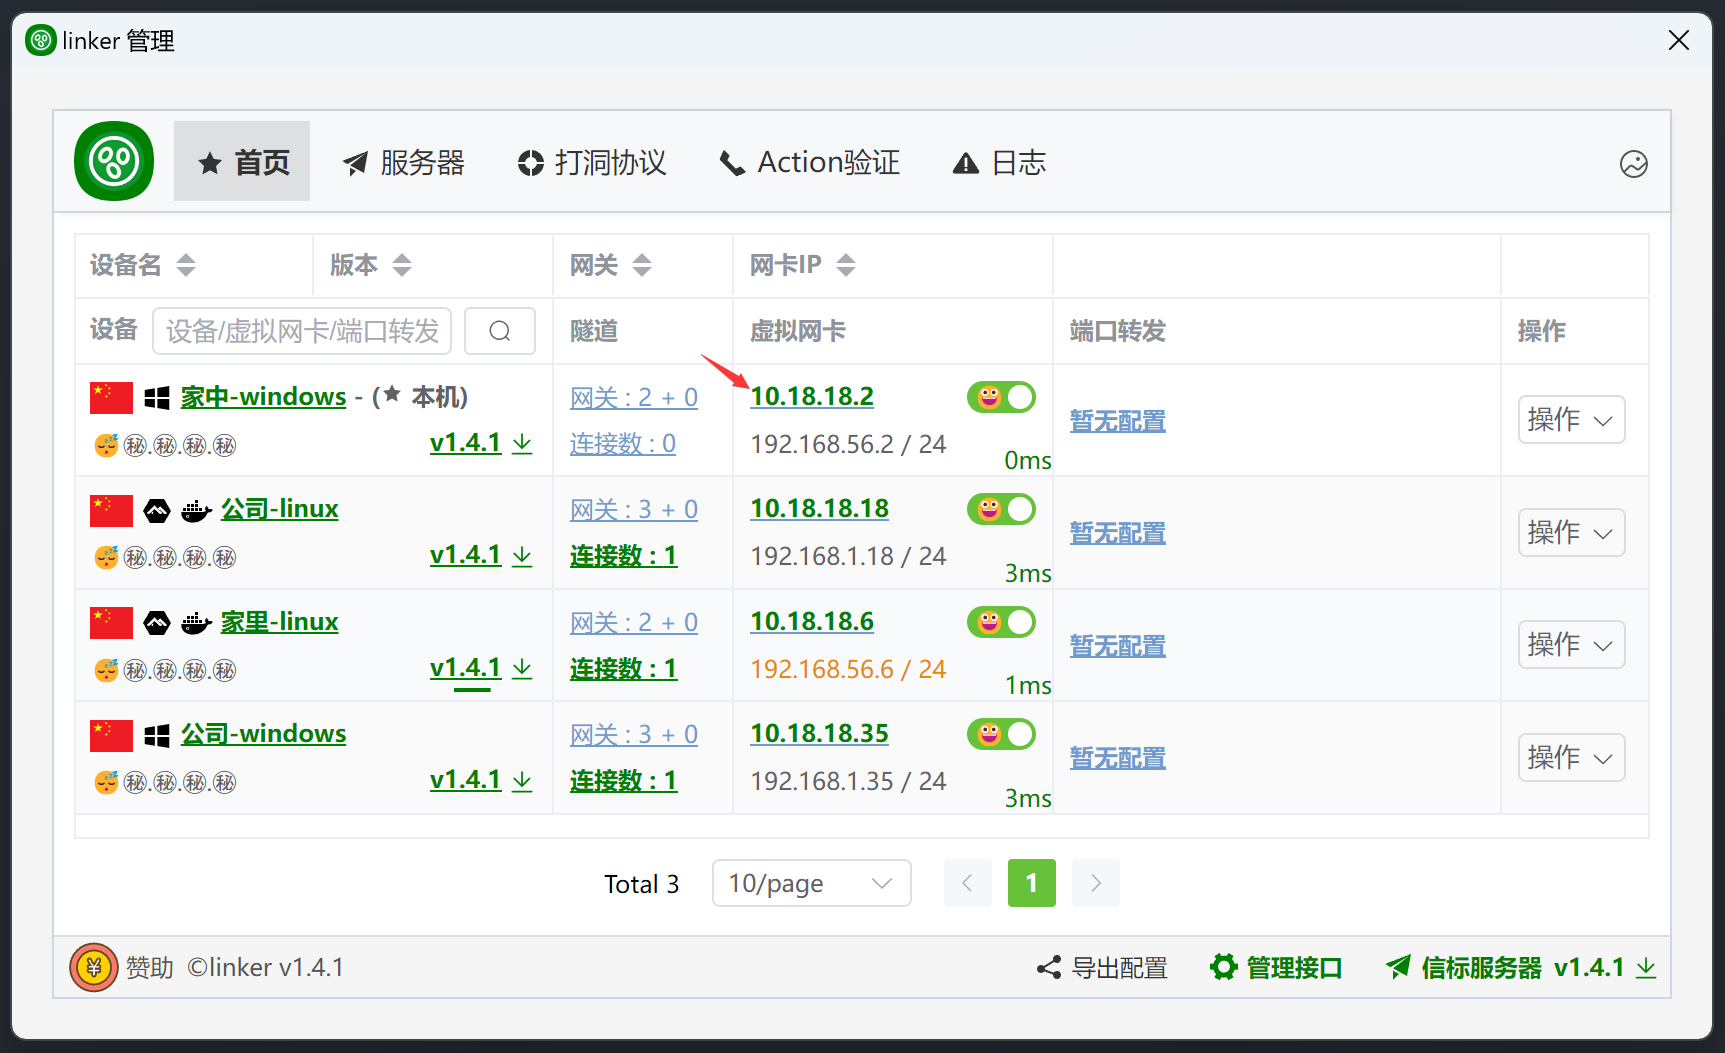 linker 管理
首页 服务器 打洞协议 Action验证 日志
设备名 版本 网关 网卡IP
设备 设备/虚拟网卡/端口转发 隧道 虚拟网卡 端口转发 操作
家中-windows - (★ 本机) 网关 : 2 + 0 10.18.18.2 暂无配置 操作
㊙.㊙.㊙.㊙ v1.4.1 连接数 : 0 192.168.56.2 / 24 0ms
公司-linux 网关 : 3 + 0 10.18.18.18 暂无配置 操作
㊙.㊙.㊙.㊙ v1.4.1 连接数 : 1 192.168.1.18 / 24 3ms
家里-linux 网关 : 2 + 0 10.18.18.6 暂无配置 操作
㊙.㊙.㊙.㊙ v1.4.1 连接数 : 1 192.168.56.6 / 24 1ms
公司-windows 网关 : 3 + 0 10.18.18.35 暂无配置 操作
㊙.㊙.㊙.㊙ v1.4.1 连接数 : 1 192.168.1.35 / 24 3ms
Total 3 10/page 1
¥ 赞助 ©linker v1.4.1 导出配置 管理接口 信标服务器 v1.4.1